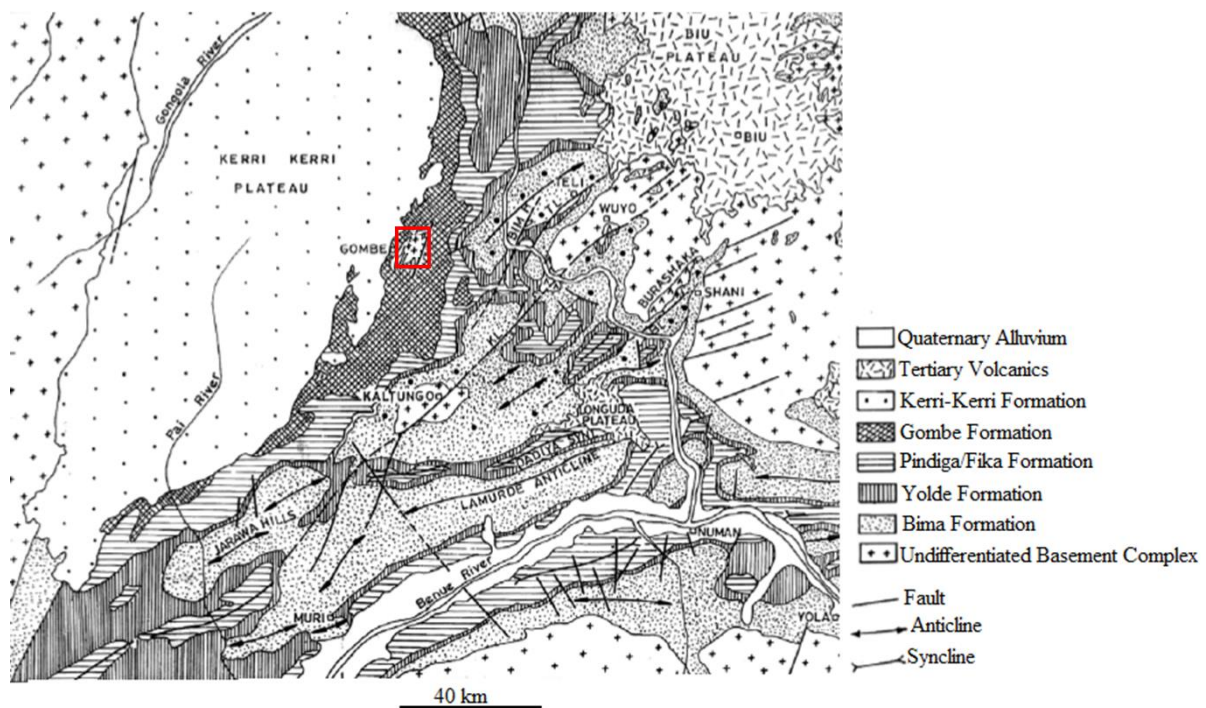 Gongola River
BIU
PLATEAU
BIU
KERRI KERRI
PLATEAU
TELI
BIMA
WUYO
GOMBE
BURASHAKA
SHANI
Pai River
KALTUNGO
LONGUDA
PLATEAU
DADIYA
LAMURDE ANTICLINE
JARAWA HILLS
NUMAN
Benue River
MURI
YOLA
Quaternary Alluvium
Tertiary Volcanics
Kerri-Kerri Formation
Gombe Formation
Pindiga/Fika Formation
Yolde Formation
Bima Formation
Undifferentiated Basement Complex
Fault
Anticline
Syncline
40 km